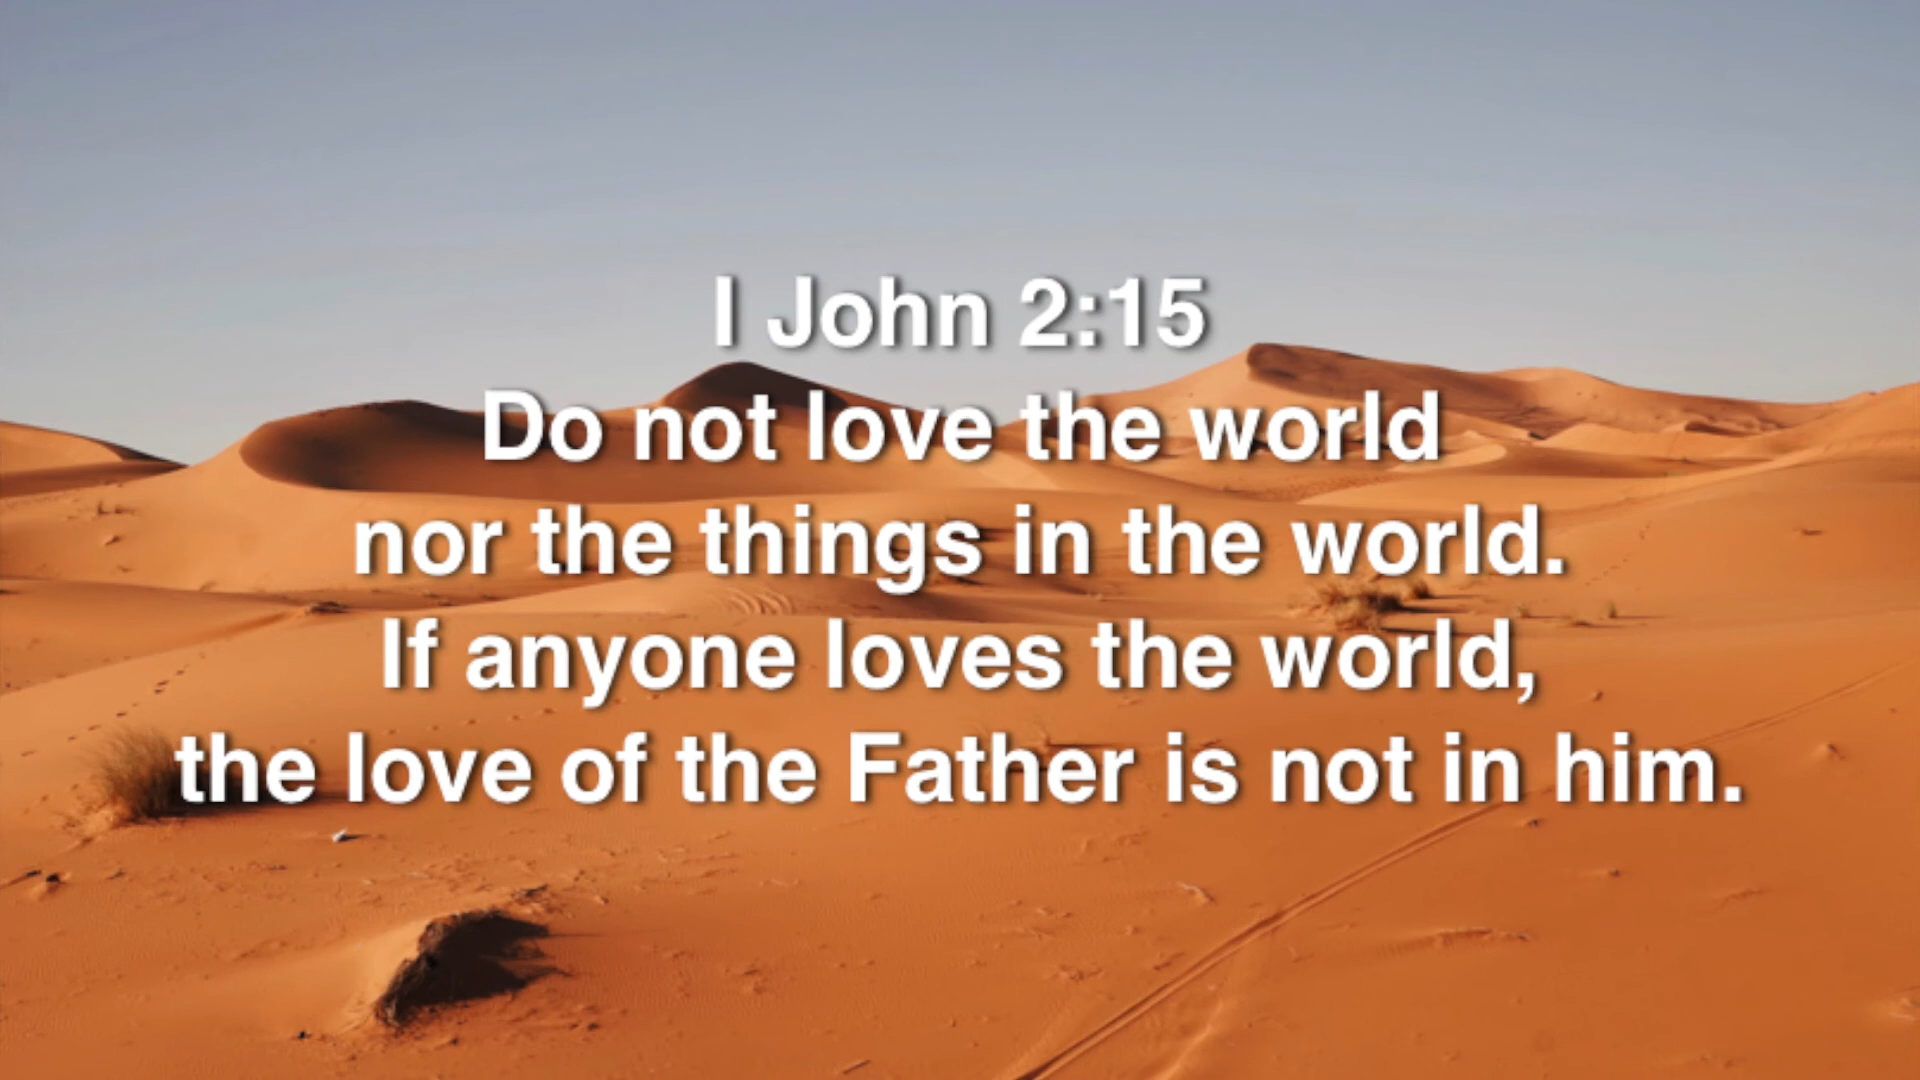 I John 2:15
Do not love the world
nor the things in the world.
If anyone loves the world,
the love of the Father is not in him.